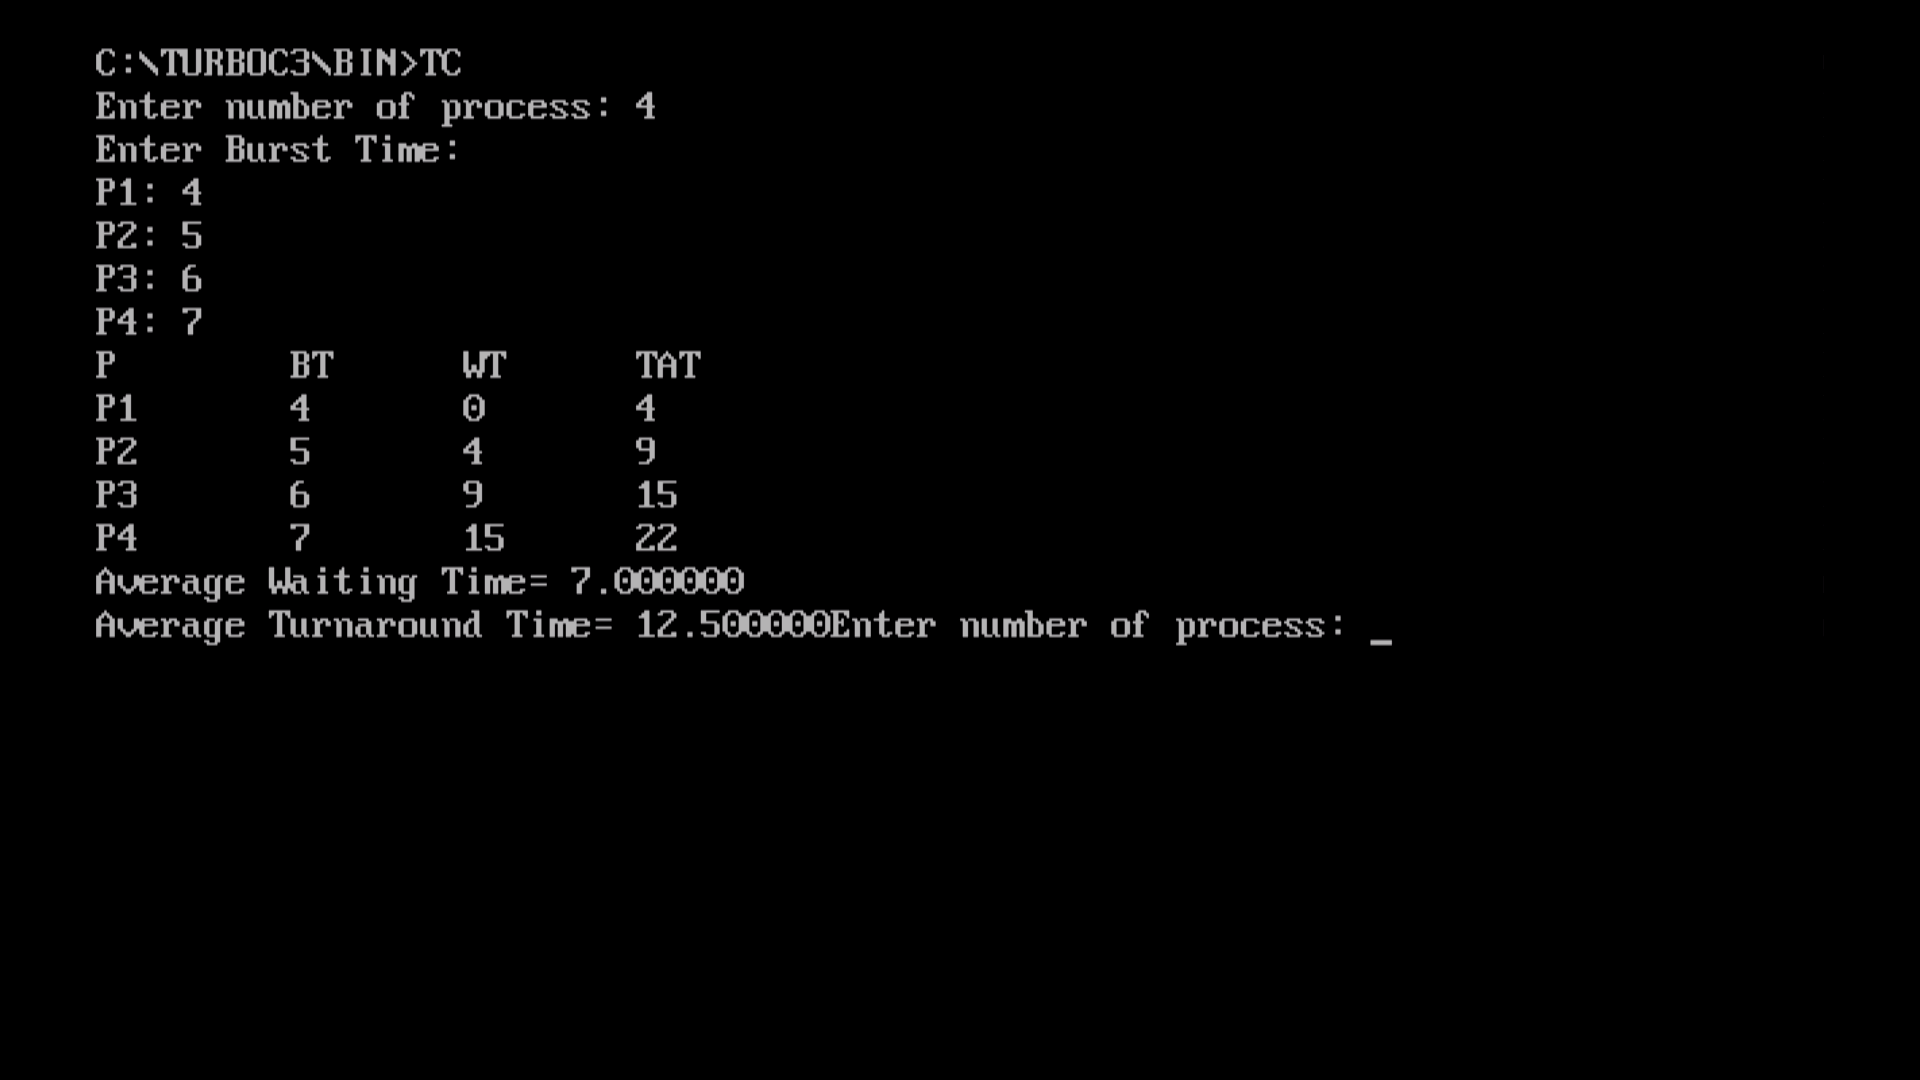 C:\TURBOC3\BIN>TC
Enter number of process: 4
Enter Burst Time:
P1: 4
P2: 5
P3: 6
P4: 7
P BT WT TAT
P1 4 0 4
P2 5 4 9
P3 6 9 15
P4 7 15 22
Average Waiting Time= 7.000000
Average Turnaround Time= 12.500000Enter number of process: _